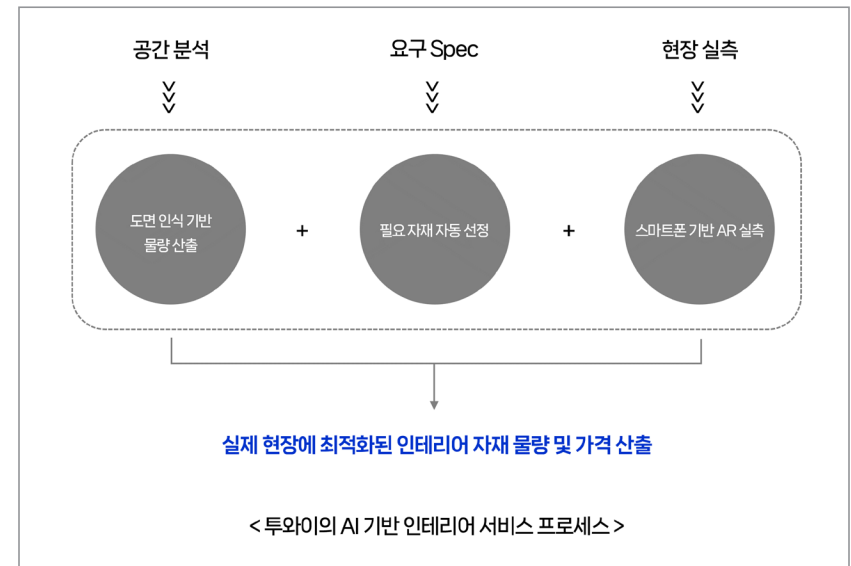 공간 분석
요구 Spec
현장 실측
도면 인식 기반
물량 산출
+
필요 자재 자동 선정
+
스마트폰 기반 AR 실측
실제 현장에 최적화된 인테리어 자재 물량 및 가격 산출
< 투와이의 AI 기반 인테리어 서비스 프로세스 >